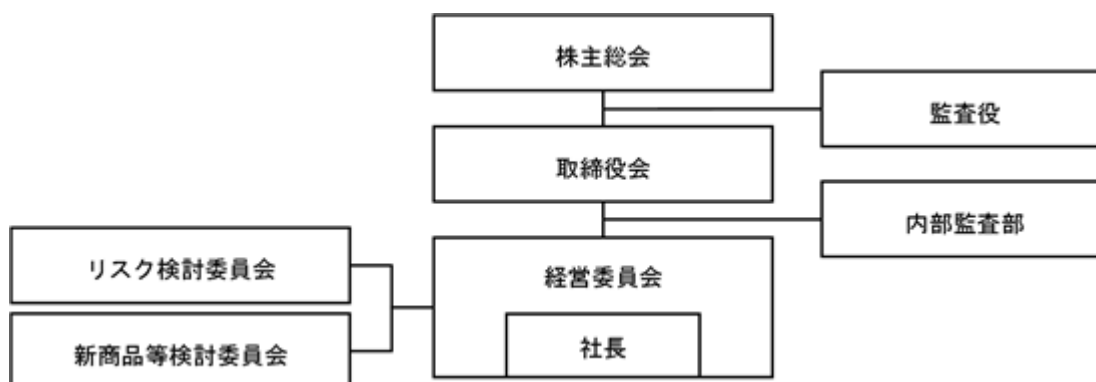 株主総会
監査役
取締役会
内部監査部
リスク検討委員会
経営委員会
新商品等検討委員会
社長